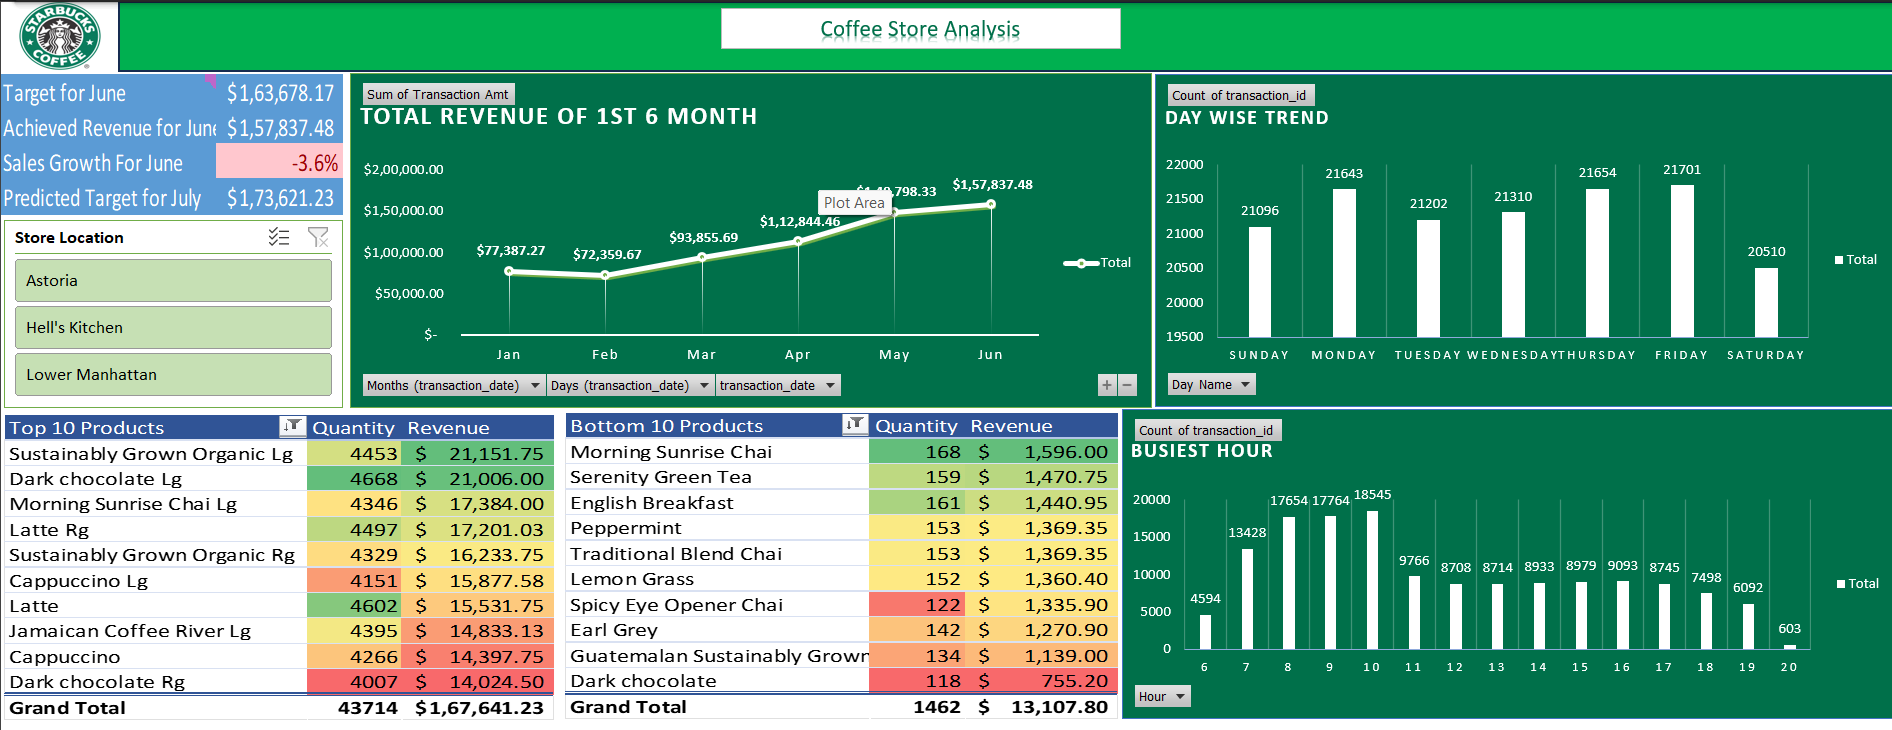 STARBUCKS
COFFEE
Coffee Store Analysis
Target for June $1,63,678.17
Achieved Revenue for June $1,57,837.48
Sales Growth For June -3.6%
Predicted Target for July $1,73,621.23
Store Location
Astoria
Hell's Kitchen
Lower Manhattan
Sum of Transaction Amt
TOTAL REVENUE OF 1ST 6 MONTH
$2,00,000.00
$1,50,000.00
$1,00,000.00
$50,000.00
$-
$77,387.27
$72,359.67
$93,855.69
$1,12,844.46
798.33
$1,57,837.48
Plot Area
Total
Jan Feb Mar Apr May Jun
Months (transaction_date) Days (transaction_date) transaction_date
+ −
Count of transaction_id
DAY WISE TREND
22000
21500
21000
20500
20000
19500
21096 21643 21202 21310 21654 21701 20510
Total
SUNDAY MONDAY TUESDAY WEDNESDAY THURSDAY FRIDAY SATURDAY
Day Name
Top 10 Products Quantity Revenue
Sustainably Grown Organic Lg 4453 $ 21,151.75
Dark chocolate Lg 4668 $ 21,006.00
Morning Sunrise Chai Lg 4346 $ 17,384.00
Latte Rg 4497 $ 17,201.03
Sustainably Grown Organic Rg 4329 $ 16,233.75
Cappuccino Lg 4151 $ 15,877.58
Latte 4602 $ 15,531.75
Jamaican Coffee River Lg 4395 $ 14,833.13
Cappuccino 4266 $ 14,397.75
Dark chocolate Rg 4007 $ 14,024.50
Grand Total 43714 $1,67,641.23
Bottom 10 Products Quantity Revenue
Morning Sunrise Chai 168 $ 1,596.00
Serenity Green Tea 159 $ 1,470.75
English Breakfast 161 $ 1,440.95
Peppermint 153 $ 1,369.35
Traditional Blend Chai 153 $ 1,369.35
Lemon Grass 152 $ 1,360.40
Spicy Eye Opener Chai 122 $ 1,335.90
Earl Grey 142 $ 1,270.90
Guatemalan Sustainably Grown 134 $ 1,139.00
Dark chocolate 118 $ 755.20
Grand Total 1462 $ 13,107.80
Count of transaction_id
BUSIEST HOUR
20000
15000
10000
5000
0
4594 13428 17654 17764 18545 9766 8708 8714 8933 8979 9093 8745 7498 6092 603
Total
6 7 8 9 10 11 12 13 14 15 16 17 18 19 20
Hour